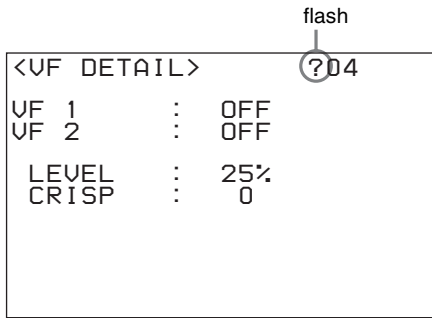 flash
<VF DETAIL> ?04
VF 1 : OFF
VF 2 : OFF
LEVEL : 25%
CRISP : 0